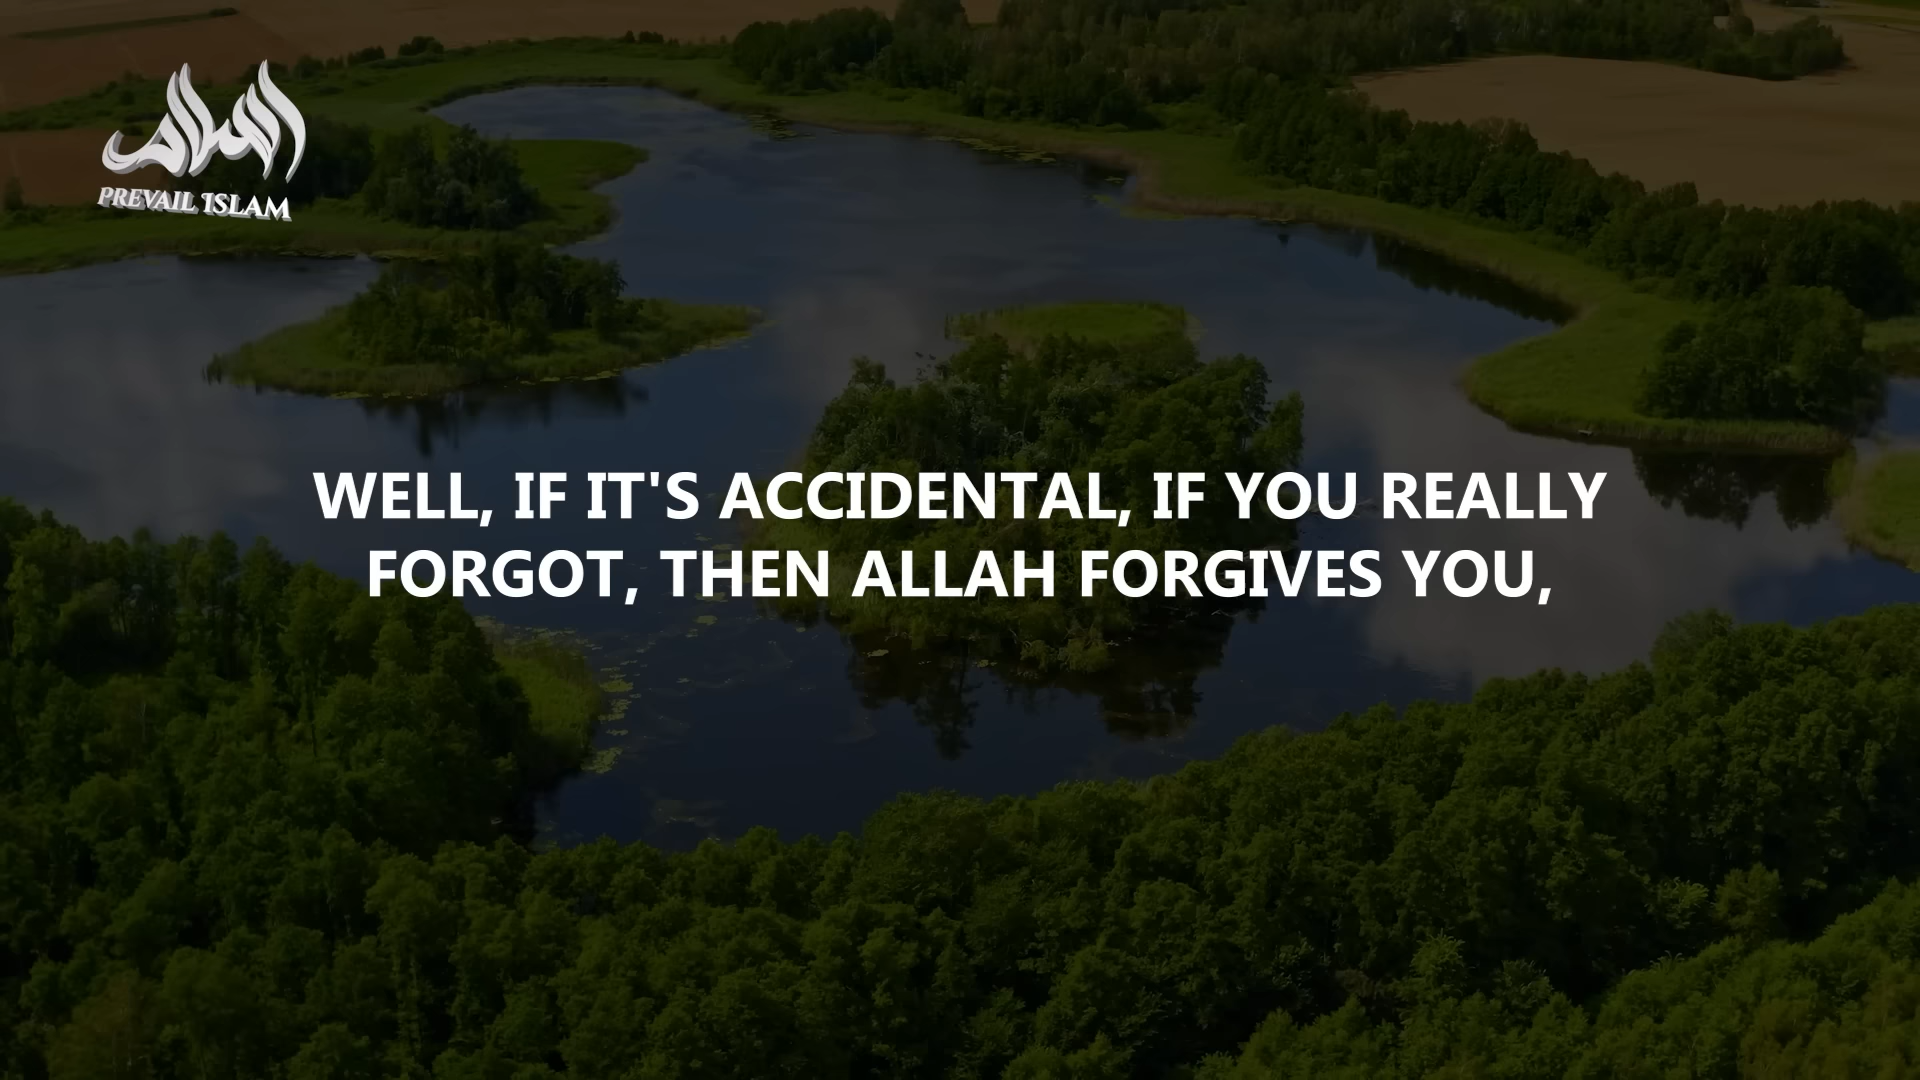 PREVAIL ISLAM
WELL, IF IT'S ACCIDENTAL, IF YOU REALLY
FORGOT, THEN ALLAH FORGIVES YOU,